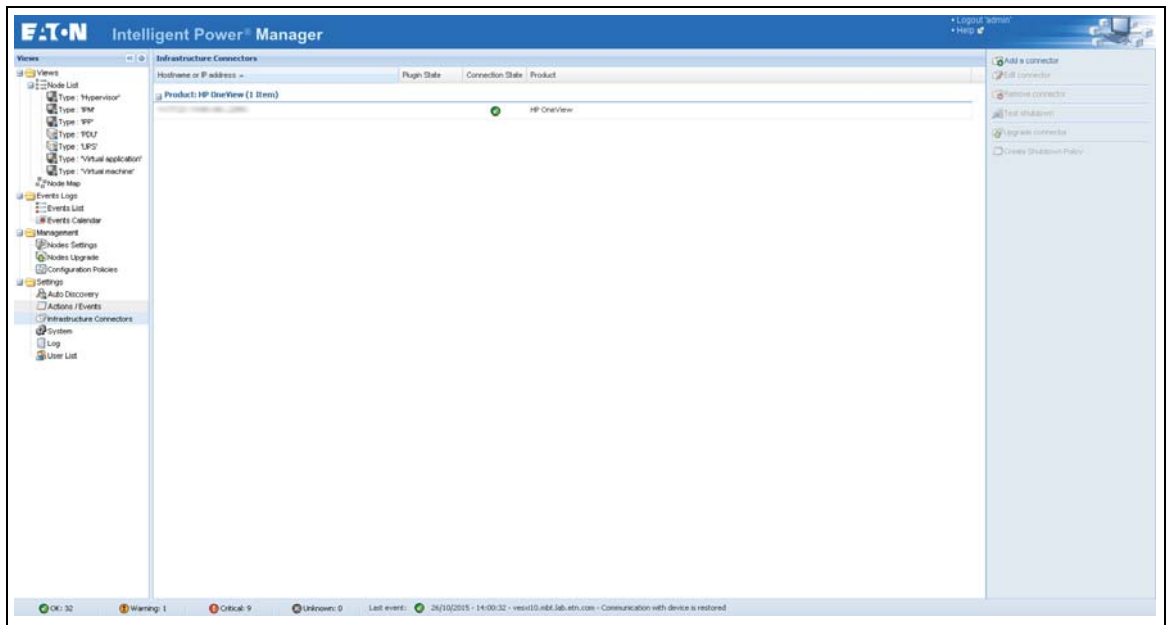 EATON Intelligent Power® Manager
• Logout 'admin'
• Help
Views
Views
Node List
Type : 'Hypervisor'
Type : 'IPM'
Type : 'IPP'
Type : 'PDU'
Type : 'UPS'
Type : 'Virtual application'
Type : 'Virtual machine'
Node Map
Events Logs
Events List
Events Calendar
Management
Nodes Settings
Nodes Upgrade
Configuration Policies
Settings
Auto Discovery
Actions / Events
Infrastructure Connectors
System
Log
User List
Infrastructure Connectors
Hostname or IP address Plugin State Connection State Product
Product: HP OneView (1 Item)
HP OneView
Add a connector
Edit connector
Remove connector
Test shutdown
Upgrade connector
Create Shutdown Policy
OK: 32 Warning: 1 Critical: 9 Unknown: 0 Last event: 26/10/2015 - 14:00:32 - vesxi10.mbt.lab.etn.com - Communication with device is restored